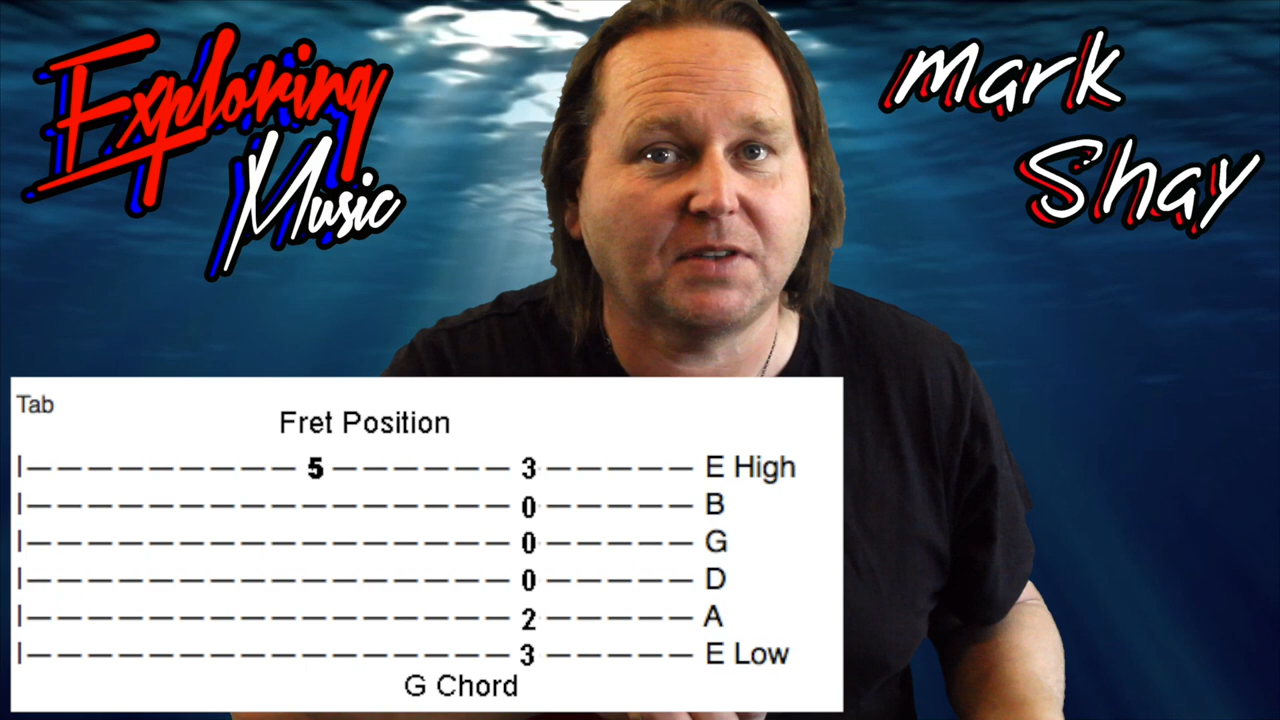 Exploring
Music
Mark
Shay
Tab
Fret Position
|—————————5——————3————— E High
|————————————————0————— B
|————————————————0————— G
|————————————————0————— D
|————————————————2————— A
|————————————————3————— E Low
G Chord